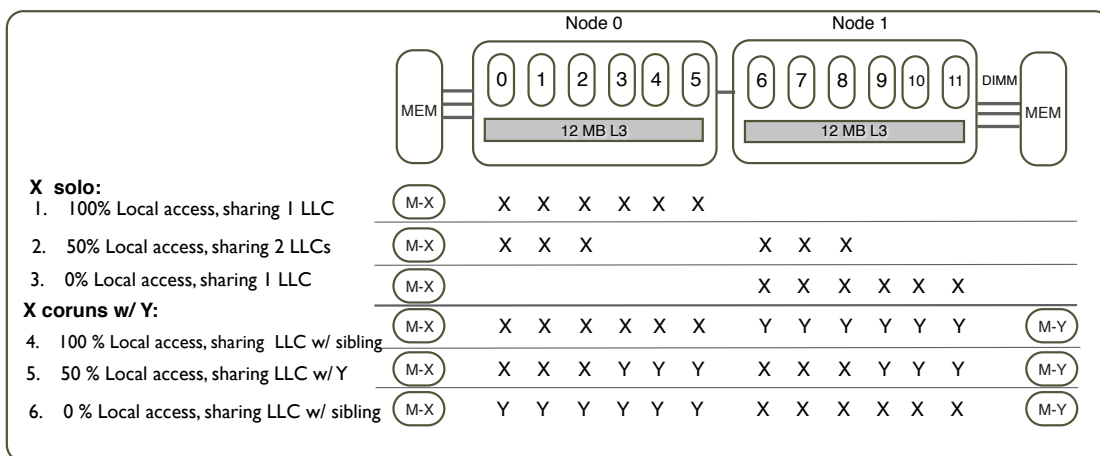 Node 0 Node 1
0 1 2 3 4 5 6 7 8 9 10 11 DIMM
MEM MEM
12 MB L3 12 MB L3
X solo:
1. 100% Local access, sharing 1 LLC M-X X X X X X X
2. 50% Local access, sharing 2 LLCs M-X X X X X X X
3. 0% Local access, sharing 1 LLC M-X X X X X X X
X coruns w/ Y:
4. 100 % Local access, sharing LLC w/ sibling M-X X X X X X X Y Y Y Y Y Y M-Y
5. 50 % Local access, sharing LLC w/ Y M-X X X X Y Y Y X X X Y Y Y M-Y
6. 0 % Local access, sharing LLC w/ sibling M-X Y Y Y Y Y Y X X X X X X M-Y